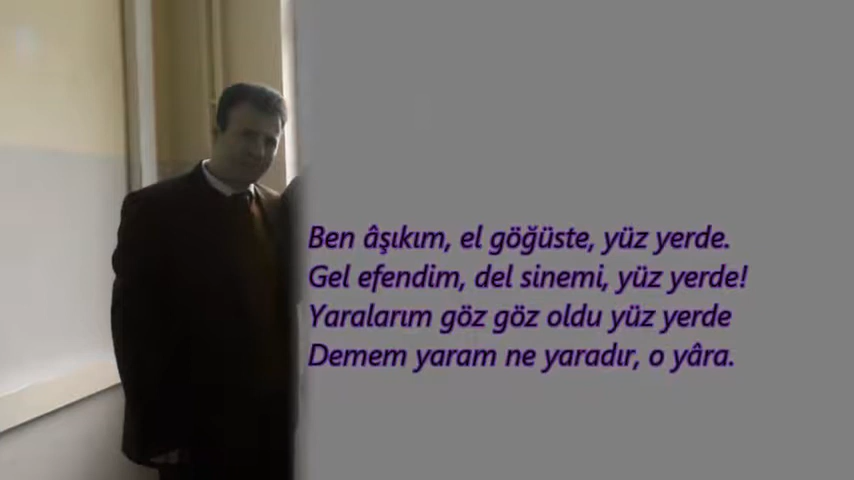 Ben âşıkım, el göğüste, yüz yerde.
Gel efendim, del sinemi, yüz yerde!
Yaralarım göz göz oldu yüz yerde
Demem yaram ne yaradır, o yâra.